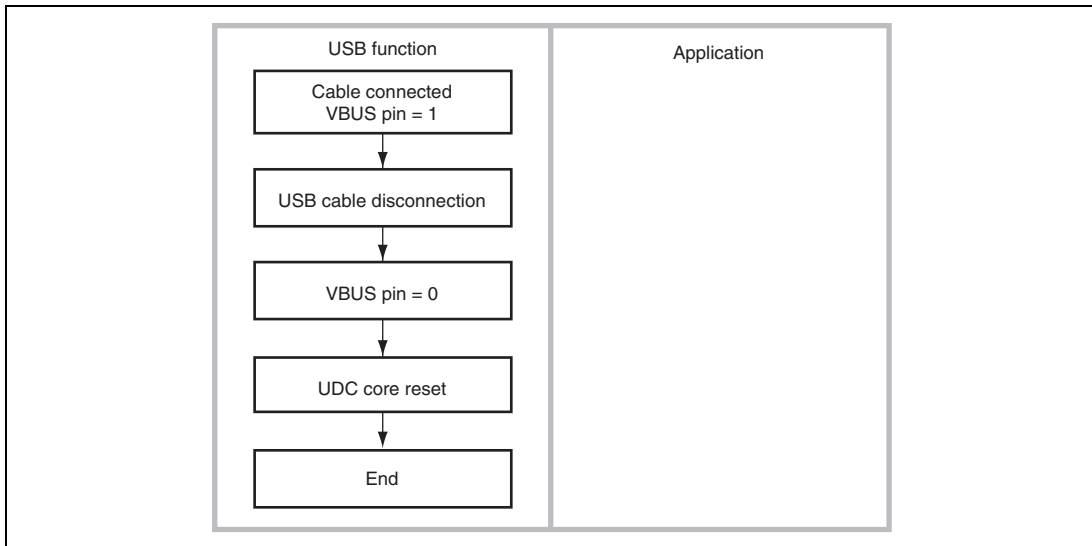 USB function
Application
Cable connected
VBUS pin = 1
USB cable disconnection
VBUS pin = 0
UDC core reset
End